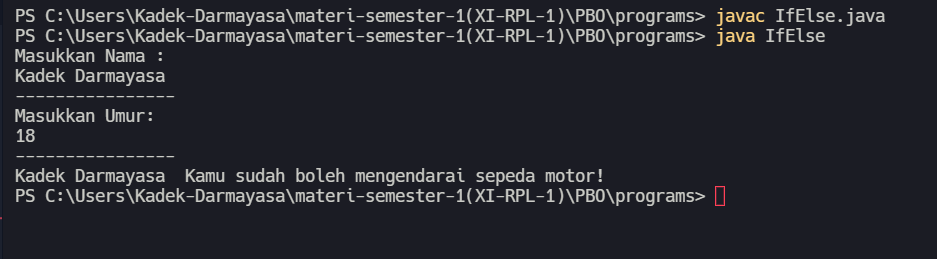 PS C:\Users\Kadek-Darmayasa\materi-semester-1(XI-RPL-1)\PBO\programs> javac IfElse.java
PS C:\Users\Kadek-Darmayasa\materi-semester-1(XI-RPL-1)\PBO\programs> java IfElse
Masukkan Nama :
Kadek Darmayasa
----------------
Masukkan Umur:
18
----------------
Kadek Darmayasa  Kamu sudah boleh mengendarai sepeda motor!
PS C:\Users\Kadek-Darmayasa\materi-semester-1(XI-RPL-1)\PBO\programs>